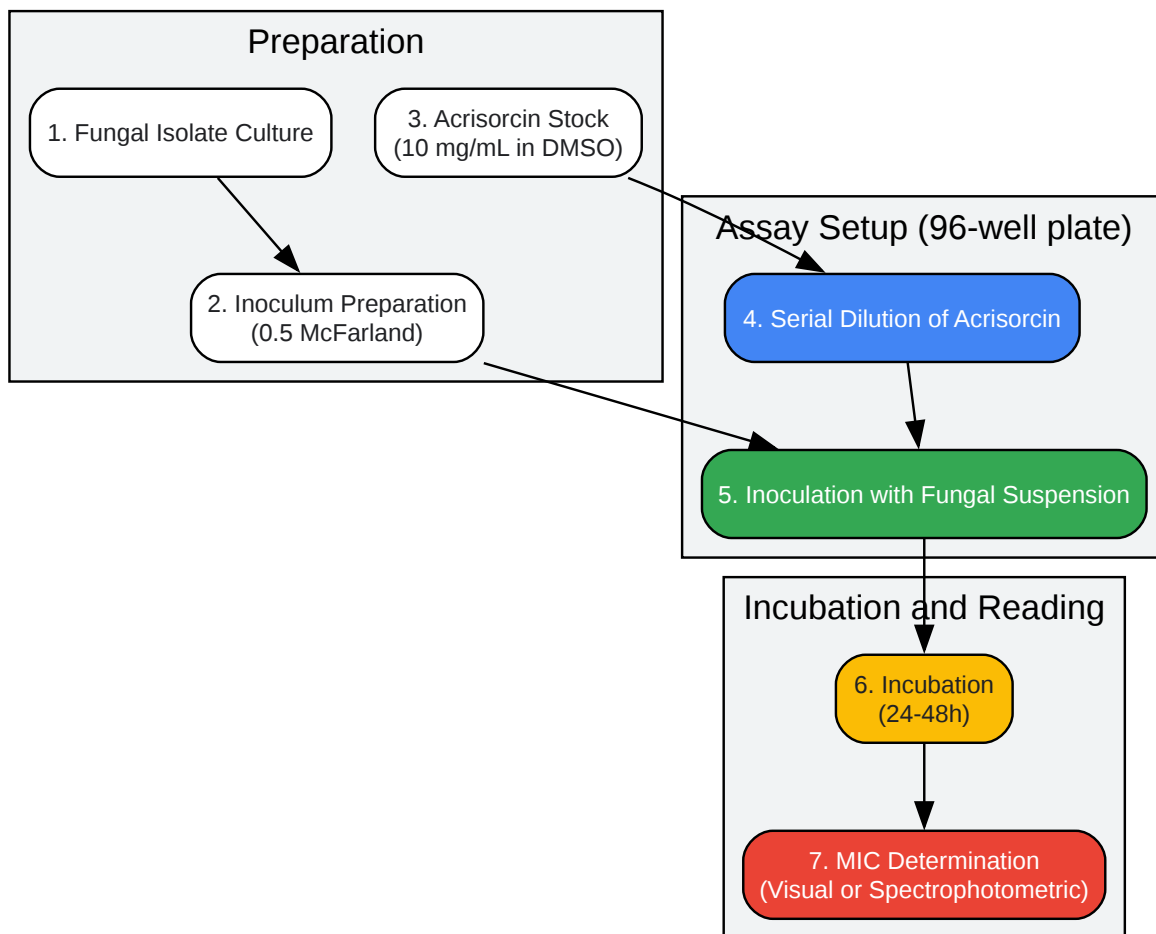 Preparation
1. Fungal Isolate Culture
3. Acrisorcin Stock
(10 mg/mL in DMSO)
2. Inoculum Preparation
(0.5 McFarland)
Assay Setup (96-well plate)
4. Serial Dilution of Acrisorcin
5. Inoculation with Fungal Suspension
Incubation and Reading
6. Incubation
(24-48h)
7. MIC Determination
(Visual or Spectrophotometric)